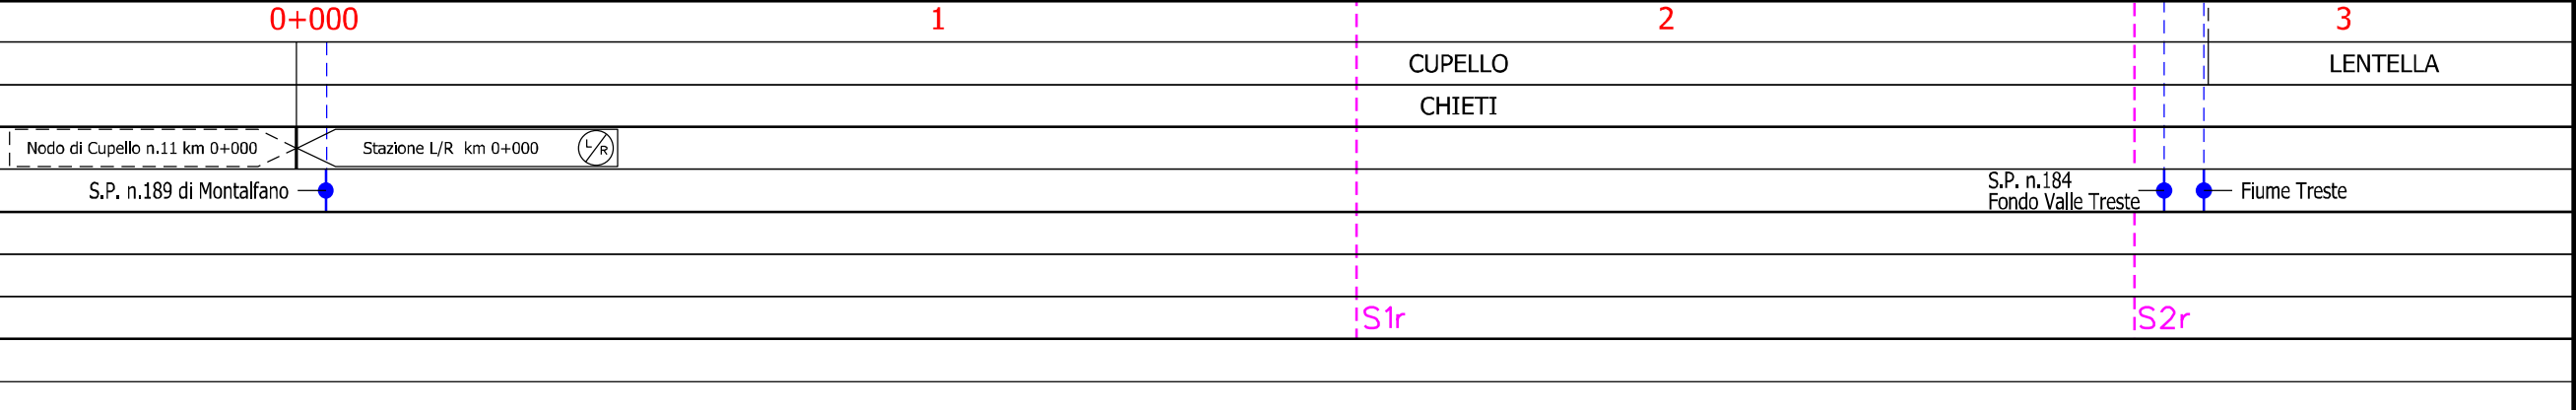 0+000 1 2 3
CUPELLO LENTELLA
CHIETI
Nodo di Cupello n.11 km 0+000 Stazione L/R km 0+000 L/R
S.P. n.189 di Montalfano
S.P. n.184
Fondo Valle Treste
Fiume Treste
S1r S2r